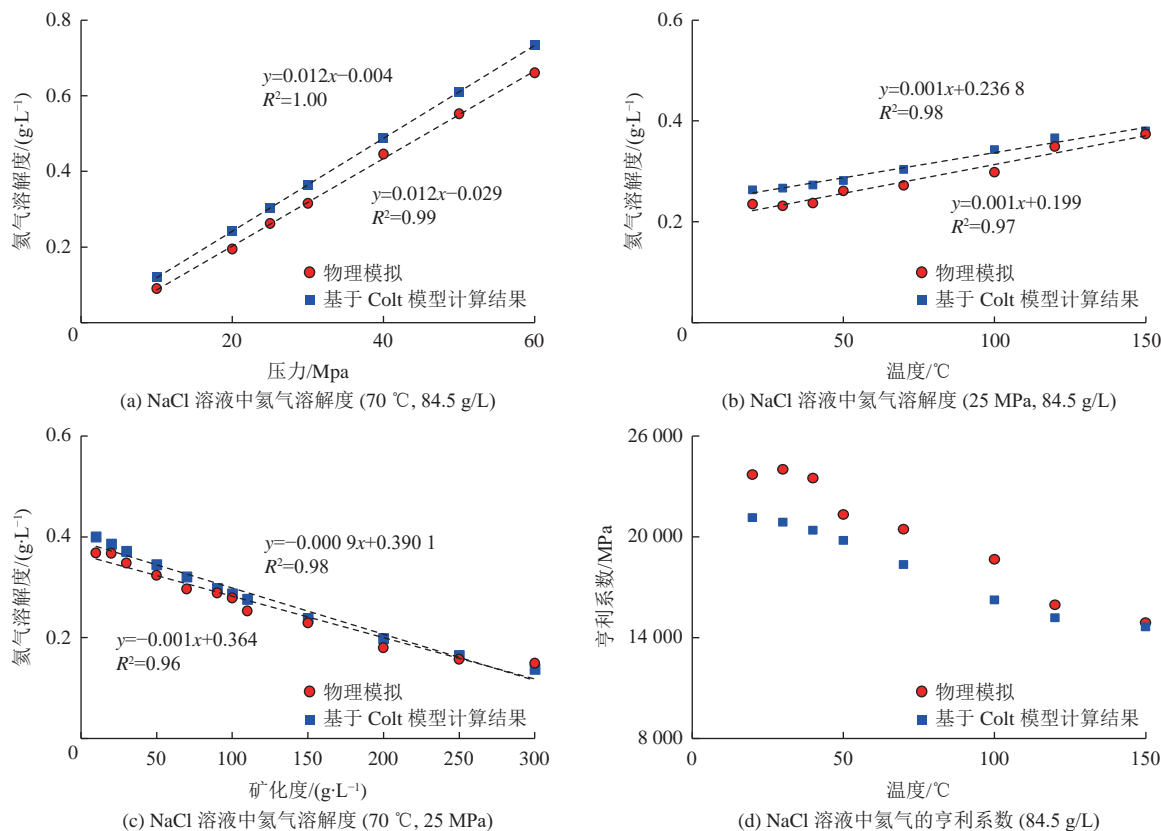 0.8
0.6
0.4
0.2
0
20
40
60
氦气溶解度/(g·L⁻¹)
y=0.012x−0.004
R²=1.00
y=0.012x−0.029
R²=0.99
物理模拟
基于 Colt 模型计算结果
压力/Mpa
(a) NaCl 溶液中氦气溶解度 (70 ℃, 84.5 g/L)
0.6
0.4
0.2
0
50
100
150
氦气溶解度/(g·L⁻¹)
y=0.001x+0.236 8
R²=0.98
y=0.001x+0.199
R²=0.97
物理模拟
基于 Colt 模型计算结果
温度/℃
(b) NaCl 溶液中氦气溶解度 (25 MPa, 84.5 g/L)
0.6
0.4
0.2
0
50
100
150
200
250
300
氦气溶解度/(g·L⁻¹)
y=−0.000 9x+0.390 1
R²=0.98
y=−0.001x+0.364
R²=0.96
物理模拟
基于 Colt 模型计算结果
矿化度/(g·L⁻¹)
(c) NaCl 溶液中氦气溶解度 (70 ℃, 25 MPa)
26 000
20 000
14 000
8 000
0
50
100
150
亨利系数/MPa
物理模拟
基于 Colt 模型计算结果
温度/℃
(d) NaCl 溶液中氦气的亨利系数 (84.5 g/L)